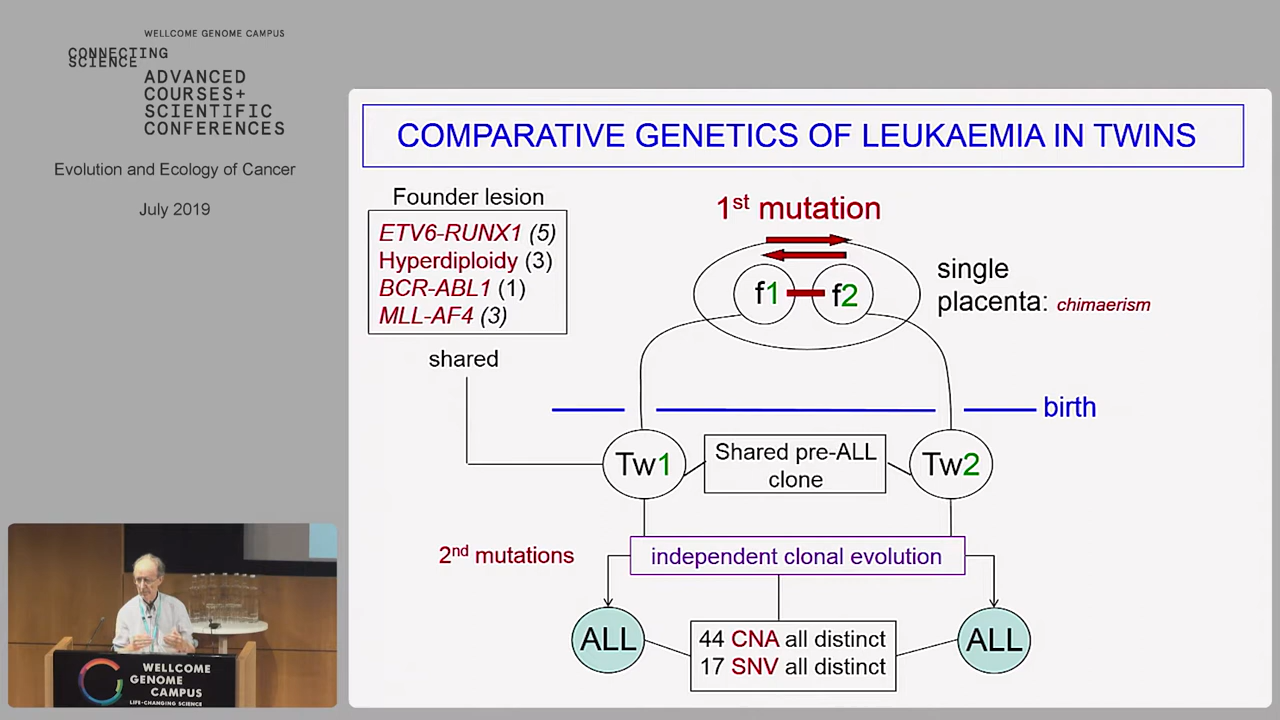 WELLCOME GENOME CAMPUS
CONNECTING
SCIENCE
ADVANCED
COURSES+
SCIENTIFIC
CONFERENCES
Evolution and Ecology of Cancer
July 2019
COMPARATIVE GENETICS OF LEUKAEMIA IN TWINS
Founder lesion
ETV6-RUNX1 (5)
Hyperdiploidy (3)
BCR-ABL1 (1)
MLL-AF4 (3)
shared
1st mutation
f1 f2
single
placenta: chimaerism
birth
Tw1
Shared pre-ALL
clone
Tw2
2nd mutations
independent clonal evolution
ALL
44 CNA all distinct
17 SNV all distinct
ALL
WELLCOME
GENOME
CAMPUS
LIFE-CHANGING SCIENCE